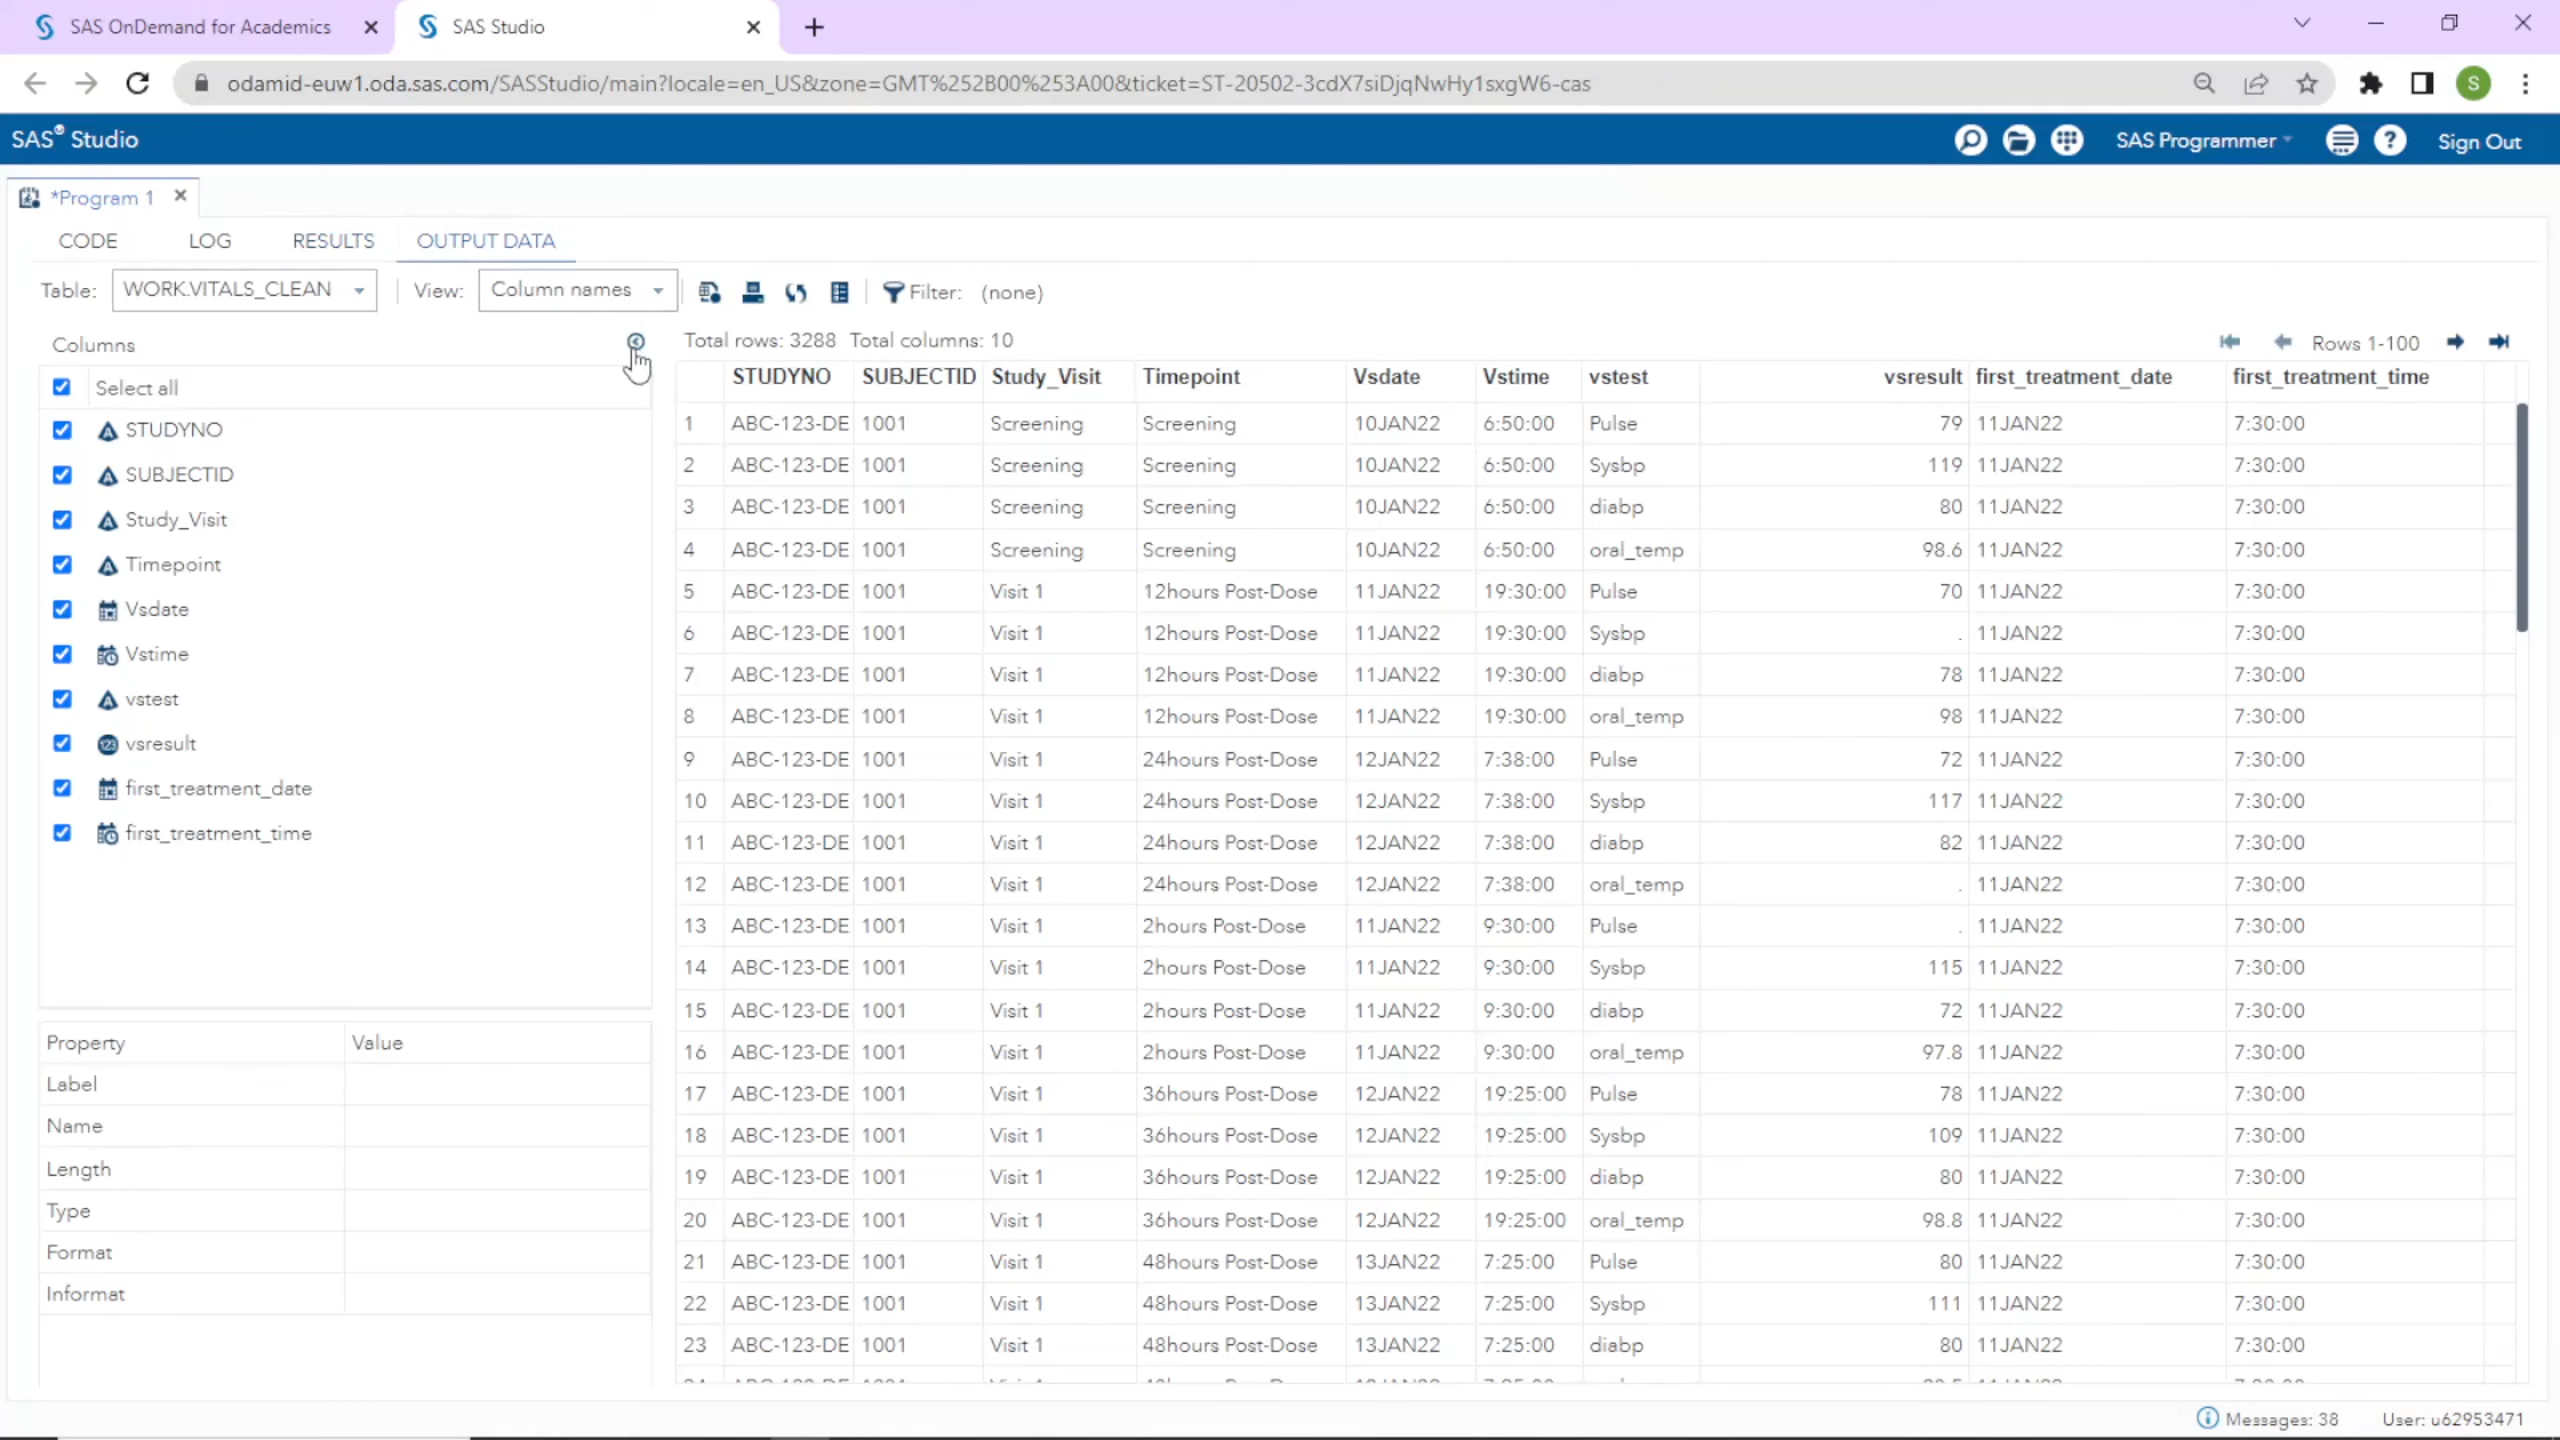 SAS OnDemand for Academics
SAS Studio
odamid-euw1.oda.sas.com/SASStudio/main?locale=en_US&zone=GMT%252B00%253A00&ticket=ST-20502-3cdX7siDjqNwHy1sxgW6-cas
S
SAS® Studio
SAS Programmer
Sign Out
*Program 1
CODE LOG RESULTS OUTPUT DATA
Table: WORK.VITALS_CLEAN View: Column names Filter: (none)
Columns
Select all
STUDYNO
SUBJECTID
Study_Visit
Timepoint
Vsdate
Vstime
vstest
vsresult
first_treatment_date
first_treatment_time
Property Value
Label
Name
Length
Type
Format
Informat
Total rows: 3288 Total columns: 10 Rows 1-100
STUDYNO SUBJECTID Study_Visit Timepoint Vsdate Vstime vstest vsresult first_treatment_date first_treatment_time
1 ABC-123-DE 1001 Screening Screening 10JAN22 6:50:00 Pulse 79 11JAN22 7:30:00
2 ABC-123-DE 1001 Screening Screening 10JAN22 6:50:00 Sysbp 119 11JAN22 7:30:00
3 ABC-123-DE 1001 Screening Screening 10JAN22 6:50:00 diabp 80 11JAN22 7:30:00
4 ABC-123-DE 1001 Screening Screening 10JAN22 6:50:00 oral_temp 98.6 11JAN22 7:30:00
5 ABC-123-DE 1001 Visit 1 12hours Post-Dose 11JAN22 19:30:00 Pulse 70 11JAN22 7:30:00
6 ABC-123-DE 1001 Visit 1 12hours Post-Dose 11JAN22 19:30:00 Sysbp . 11JAN22 7:30:00
7 ABC-123-DE 1001 Visit 1 12hours Post-Dose 11JAN22 19:30:00 diabp 78 11JAN22 7:30:00
8 ABC-123-DE 1001 Visit 1 12hours Post-Dose 11JAN22 19:30:00 oral_temp 98 11JAN22 7:30:00
9 ABC-123-DE 1001 Visit 1 24hours Post-Dose 12JAN22 7:38:00 Pulse 72 11JAN22 7:30:00
10 ABC-123-DE 1001 Visit 1 24hours Post-Dose 12JAN22 7:38:00 Sysbp 117 11JAN22 7:30:00
11 ABC-123-DE 1001 Visit 1 24hours Post-Dose 12JAN22 7:38:00 diabp 82 11JAN22 7:30:00
12 ABC-123-DE 1001 Visit 1 24hours Post-Dose 12JAN22 7:38:00 oral_temp . 11JAN22 7:30:00
13 ABC-123-DE 1001 Visit 1 2hours Post-Dose 11JAN22 9:30:00 Pulse . 11JAN22 7:30:00
14 ABC-123-DE 1001 Visit 1 2hours Post-Dose 11JAN22 9:30:00 Sysbp 115 11JAN22 7:30:00
15 ABC-123-DE 1001 Visit 1 2hours Post-Dose 11JAN22 9:30:00 diabp 72 11JAN22 7:30:00
16 ABC-123-DE 1001 Visit 1 2hours Post-Dose 11JAN22 9:30:00 oral_temp 97.8 11JAN22 7:30:00
17 ABC-123-DE 1001 Visit 1 36hours Post-Dose 12JAN22 19:25:00 Pulse 78 11JAN22 7:30:00
18 ABC-123-DE 1001 Visit 1 36hours Post-Dose 12JAN22 19:25:00 Sysbp 109 11JAN22 7:30:00
19 ABC-123-DE 1001 Visit 1 36hours Post-Dose 12JAN22 19:25:00 diabp 80 11JAN22 7:30:00
20 ABC-123-DE 1001 Visit 1 36hours Post-Dose 12JAN22 19:25:00 oral_temp 98.8 11JAN22 7:30:00
21 ABC-123-DE 1001 Visit 1 48hours Post-Dose 13JAN22 7:25:00 Pulse 80 11JAN22 7:30:00
22 ABC-123-DE 1001 Visit 1 48hours Post-Dose 13JAN22 7:25:00 Sysbp 111 11JAN22 7:30:00
23 ABC-123-DE 1001 Visit 1 48hours Post-Dose 13JAN22 7:25:00 diabp 80 11JAN22 7:30:00
Messages: 38 User: u62953471